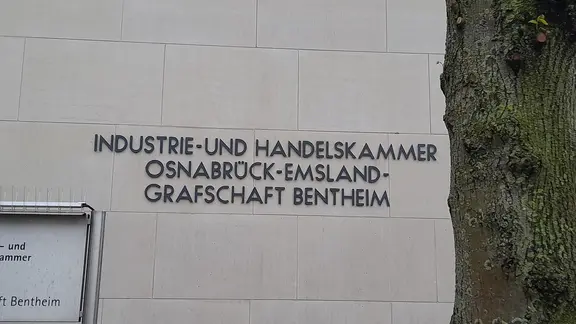 INDUSTRIE-UND HANDELSKAMMER
OSNABRÜCK-EMSLAND-
GRAFSCHAFT BENTHEIM
- und
ammer
ft Bentheim